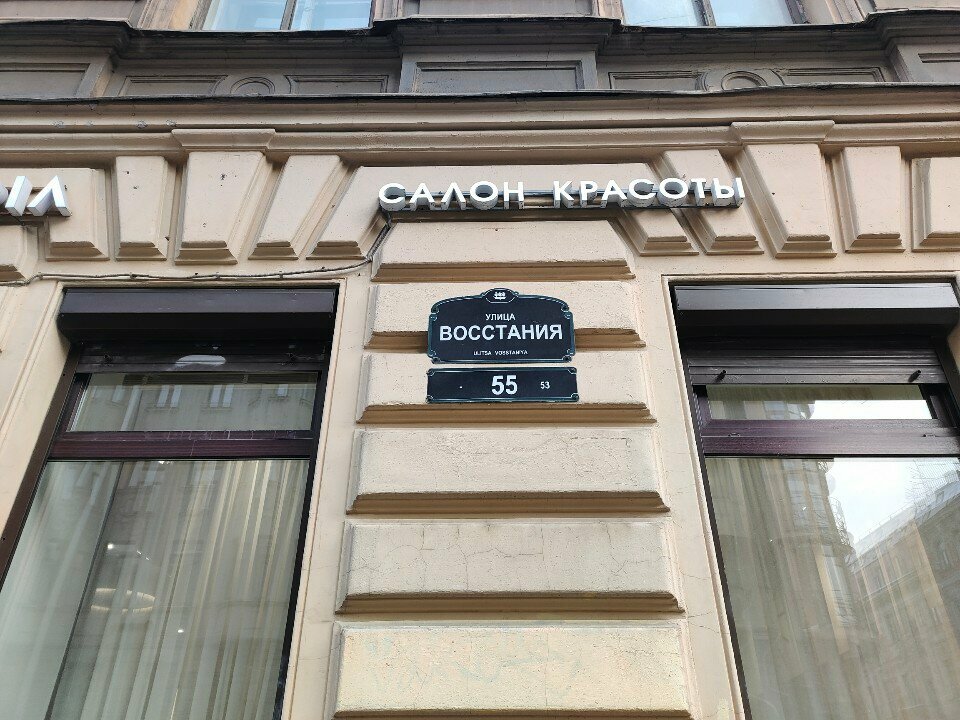 САЛОН КРАСОТЫ
УЛИЦА
ВОССТАНИЯ
ULITSA VOSSTANIYA
55 53